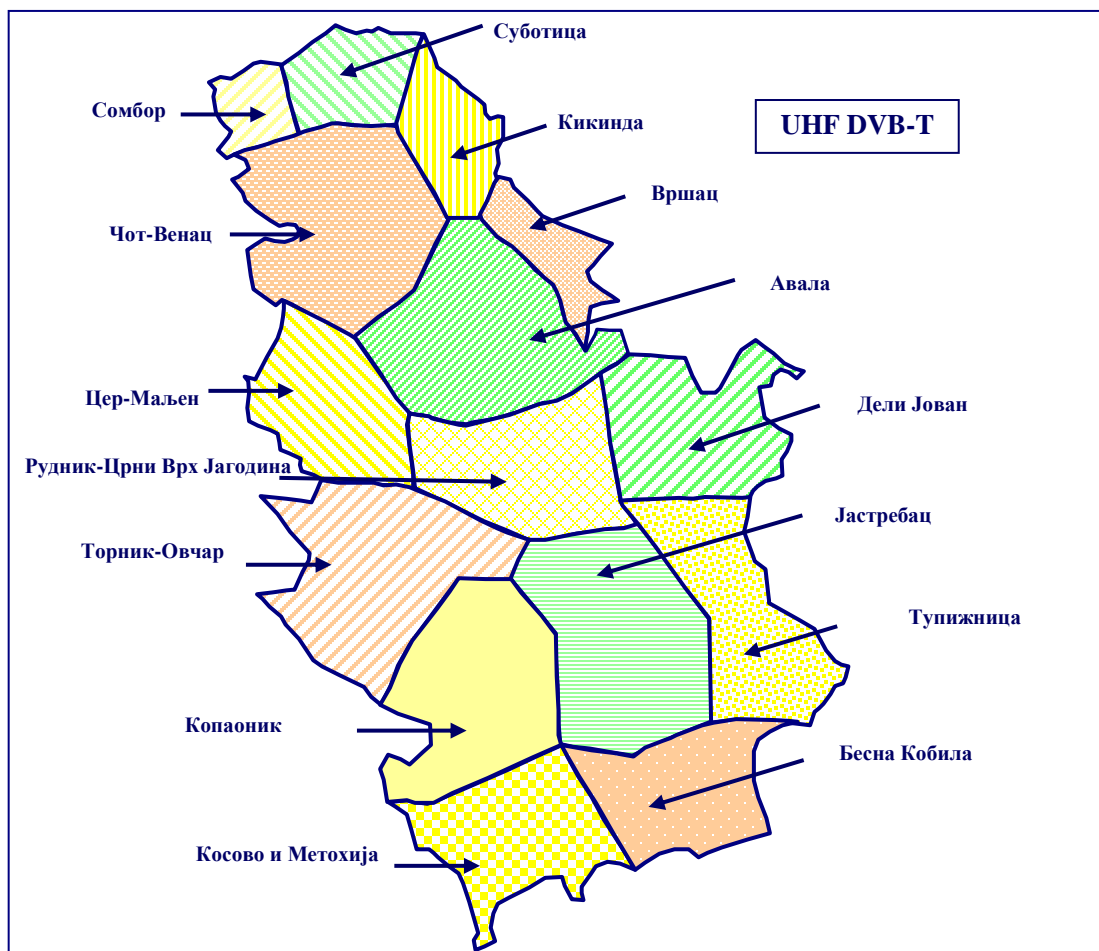 Суботица
Сомбор
Кикинда
UHF DVB-T
Вршац
Чот-Венац
Авала
Цер-Маљен
Дели Јован
Рудник-Црни Врх Јагодина
Јастребац
Торник-Овчар
Тупижница
Копаоник
Бесна Кобила
Косово и Метохија